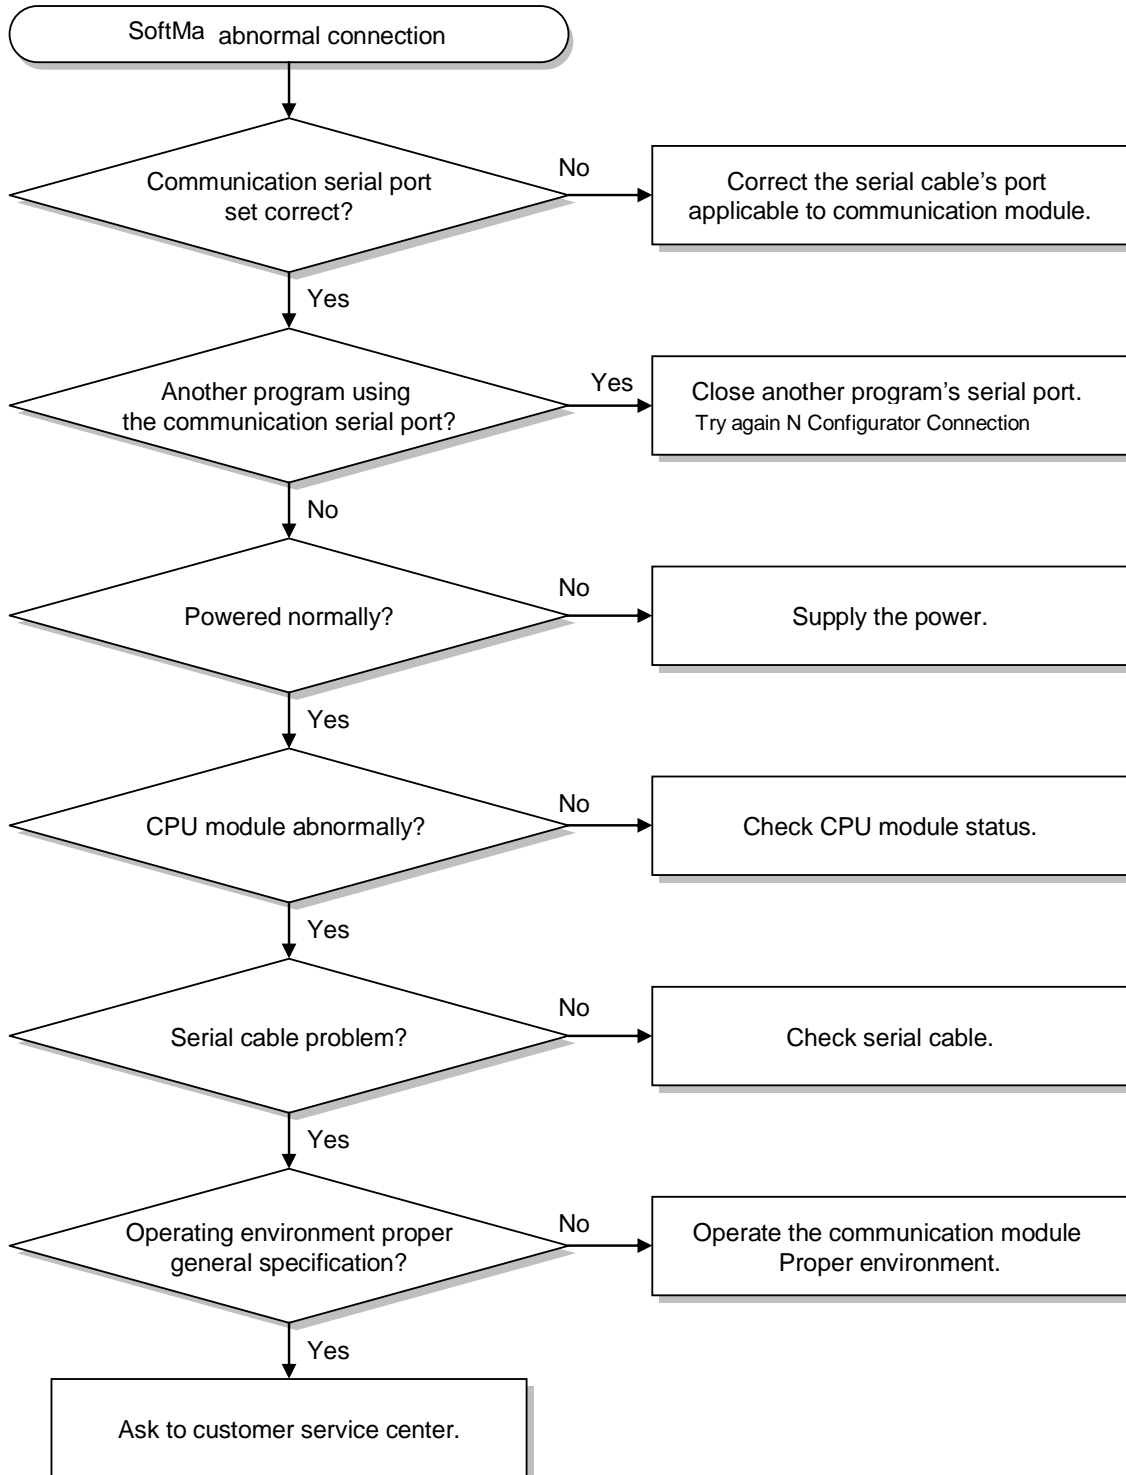 SoftMa abnormal connection
Communication serial port
set correct?
No
Correct the serial cable's port
applicable to communication module.
Yes
Another program using
the communication serial port?
Yes
Close another program's serial port.
Try again N Configurator Connection
No
Powered normally?
No
Supply the power.
Yes
CPU module abnormally?
No
Check CPU module status.
Yes
Serial cable problem?
No
Check serial cable.
Yes
Operating environment proper
general specification?
No
Operate the communication module
Proper environment.
Yes
Ask to customer service center.